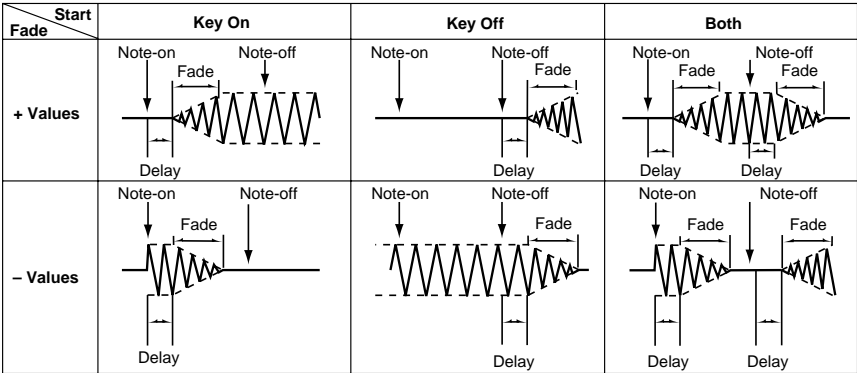 Start
Fade
Key On
Key Off
Both
+ Values
Note-on
Note-off
Fade
Delay
Note-on
Note-off
Fade
Delay
Note-on
Note-off
Fade
Fade
Delay
Delay
– Values
Note-on
Note-off
Fade
Delay
Note-on
Note-off
Fade
Delay
Note-on
Note-off
Fade
Fade
Delay
Delay